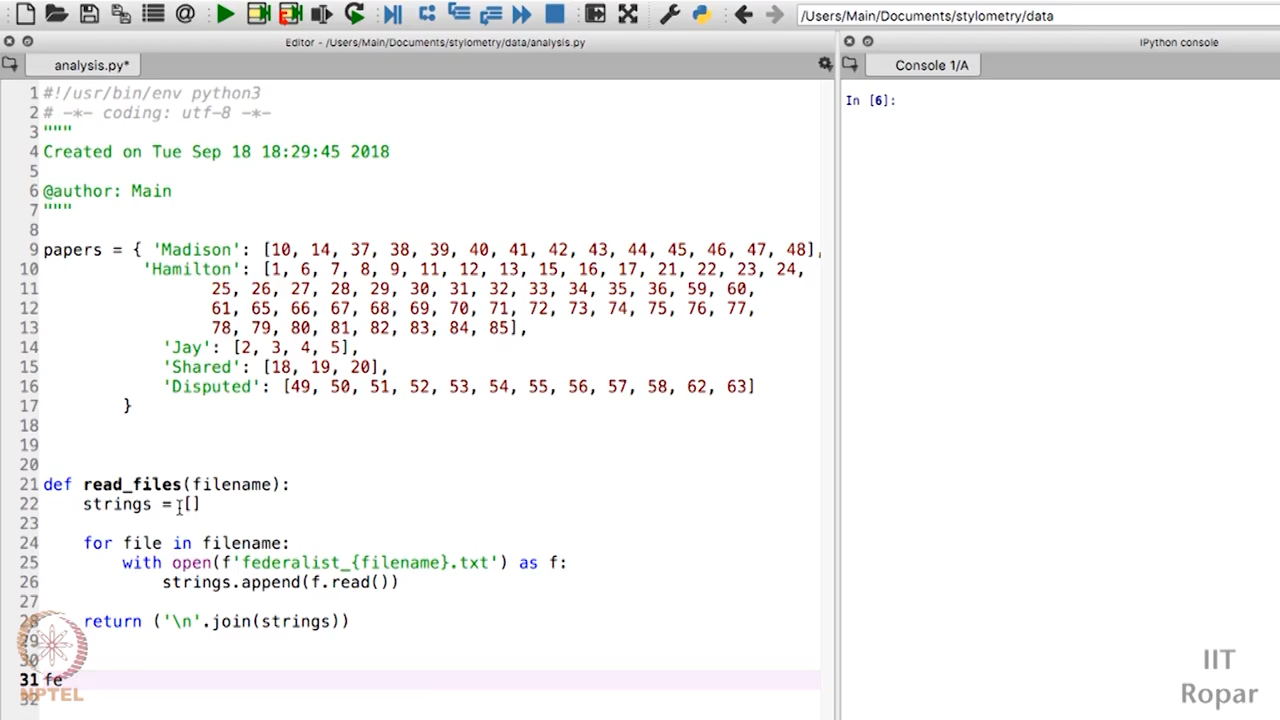 /Users/Main/Documents/stylometry/data
Editor - /Users/Main/Documents/stylometry/data/analysis.py
IPython console
analysis.py*
Console 1/A
In [6]:
1 #!/usr/bin/env python3
2 # -*- coding: utf-8 -*-
3 """
4 Created on Tue Sep 18 18:29:45 2018
5
6 @author: Main
7 """
8
9 papers = { 'Madison': [10, 14, 37, 38, 39, 40, 41, 42, 43, 44, 45, 46, 47, 48],
10 'Hamilton': [1, 6, 7, 8, 9, 11, 12, 13, 15, 16, 17, 21, 22, 23, 24,
11 25, 26, 27, 28, 29, 30, 31, 32, 33, 34, 35, 36, 59, 60,
12 61, 65, 66, 67, 68, 69, 70, 71, 72, 73, 74, 75, 76, 77,
13 78, 79, 80, 81, 82, 83, 84, 85],
14 'Jay': [2, 3, 4, 5],
15 'Shared': [18, 19, 20],
16 'Disputed': [49, 50, 51, 52, 53, 54, 55, 56, 57, 58, 62, 63]
17 }
18
19
20
21 def read_files(filename):
22 strings = []
23
24 for file in filename:
25 with open(f'federalist_{filename}.txt') as f:
26 strings.append(f.read())
27
28 return ('\n'.join(strings))
29
30
31 fe
32
NPTEL
IIT
Ropar